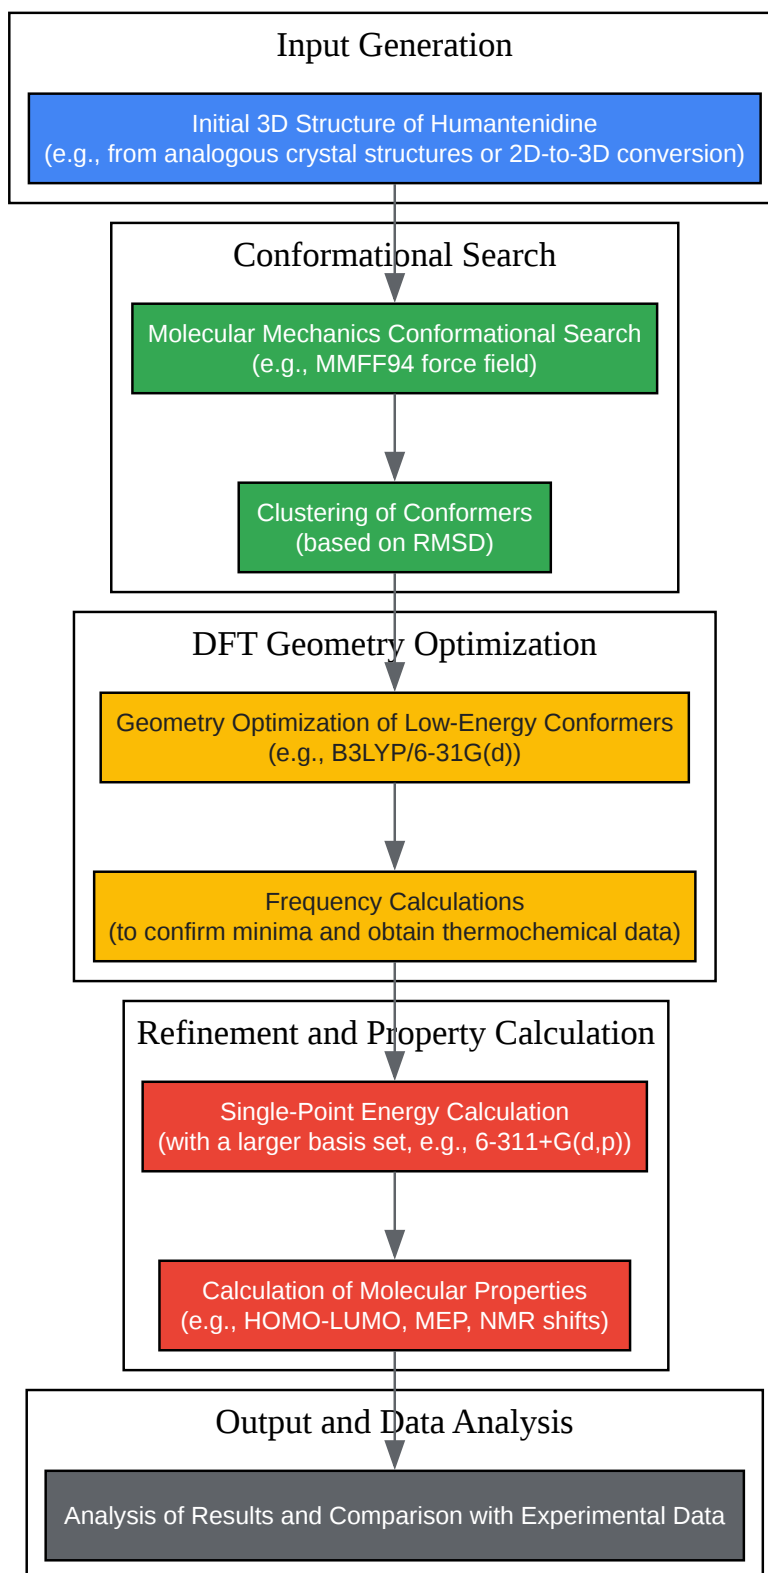 Input Generation
Initial 3D Structure of Humantenidine
(e.g., from analogous crystal structures or 2D-to-3D conversion)
Conformational Search
Molecular Mechanics Conformational Search
(e.g., MMFF94 force field)
Clustering of Conformers
(based on RMSD)
DFT Geometry Optimization
Geometry Optimization of Low-Energy Conformers
(e.g., B3LYP/6-31G(d))
Frequency Calculations
(to confirm minima and obtain thermochemical data)
Refinement and Property Calculation
Single-Point Energy Calculation
(with a larger basis set, e.g., 6-311+G(d,p))
Calculation of Molecular Properties
(e.g., HOMO-LUMO, MEP, NMR shifts)
Output and Data Analysis
Analysis of Results and Comparison with Experimental Data